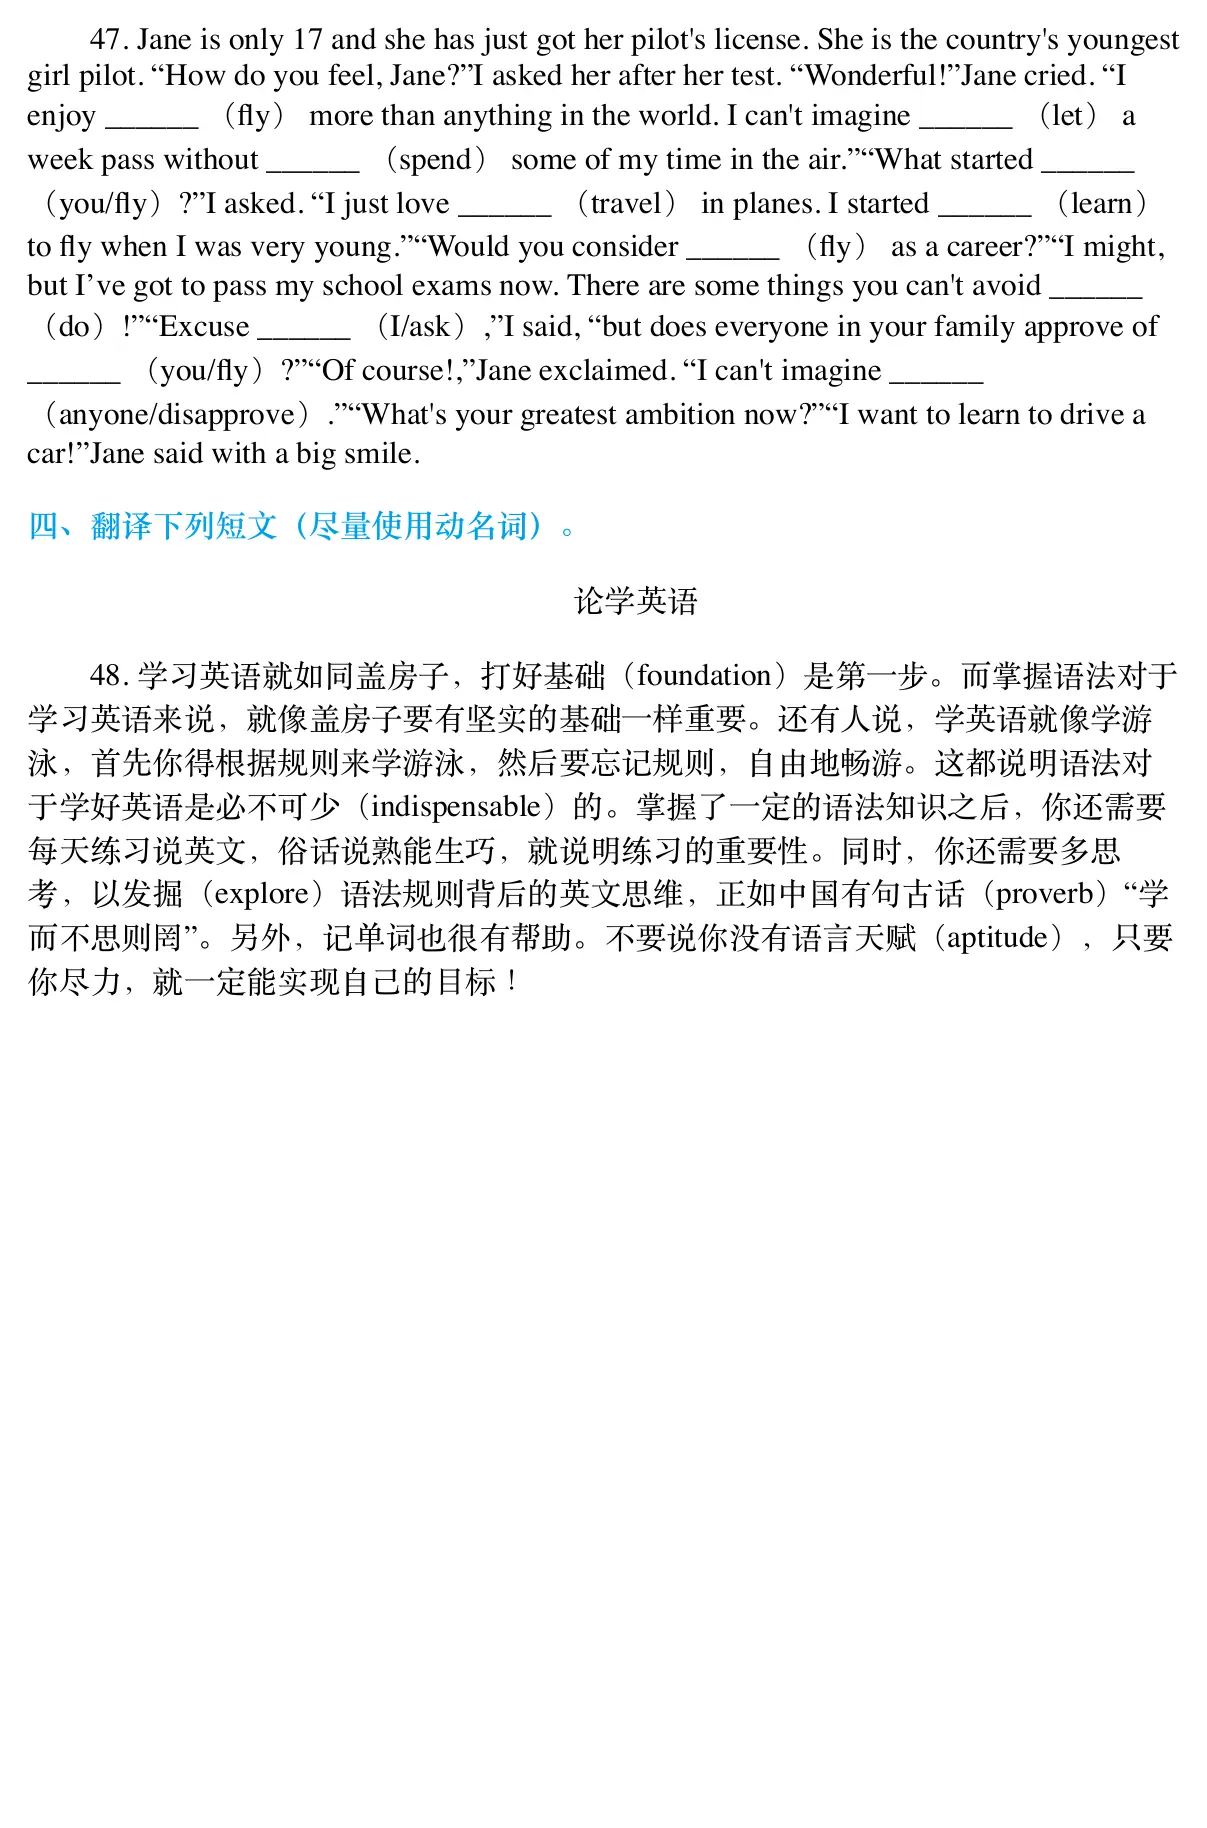 47. Jane is only 17 and she has just got her pilot's license. She is the country's youngest
girl pilot. “How do you feel, Jane?”I asked her after her test. “Wonderful!”Jane cried. “I
enjoy ______ （fly） more than anything in the world. I can't imagine ______ （let） a
week pass without ______ （spend） some of my time in the air.”“What started ______
（you/fly）?”I asked. “I just love ______ （travel） in planes. I started ______ （learn）
to fly when I was very young.”“Would you consider ______ （fly） as a career?”“I might,
but I’ve got to pass my school exams now. There are some things you can't avoid ______
（do）!”“Excuse ______ （I/ask）,”I said, “but does everyone in your family approve of
______ （you/fly）?”“Of course!,”Jane exclaimed. “I can't imagine ______
（anyone/disapprove）.”“What's your greatest ambition now?”“I want to learn to drive a
car!”Jane said with a big smile.
四、翻译下列短文（尽量使用动名词）。
论学英语
48. 学习英语就如同盖房子，打好基础（foundation）是第一步。而掌握语法对于
学习英语来说，就像盖房子要有坚实的基础一样重要。还有人说，学英语就像学游
泳，首先你得根据规则来学游泳，然后要忘记规则，自由地畅游。这都说明语法对
于学好英语是必不可少（indispensable）的。掌握了一定的语法知识之后，你还需要
每天练习说英文，俗话说熟能生巧，就说明练习的重要性。同时，你还需要多思
考，以发掘（explore）语法规则背后的英文思维，正如中国有句古话（proverb）“学
而不思则罔”。另外，记单词也很有帮助。不要说你没有语言天赋（aptitude），只要
你尽力，就一定能实现自己的目标！